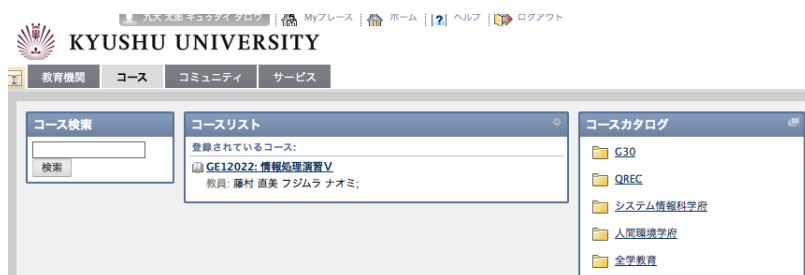 九大 太郎 キュウダイ タロウ Myプレース ホーム ヘルプ ログアウト
KYUSHU UNIVERSITY
教育機関 コース コミュニティ サービス
コース検索
検索
コースリスト
登録されているコース:
GE12022: 情報処理演習Ⅴ
教員: 藤村 直美 フジムラ ナオミ;
コースカタログ
G30
QREC
システム情報科学府
人間環境学府
全学教育